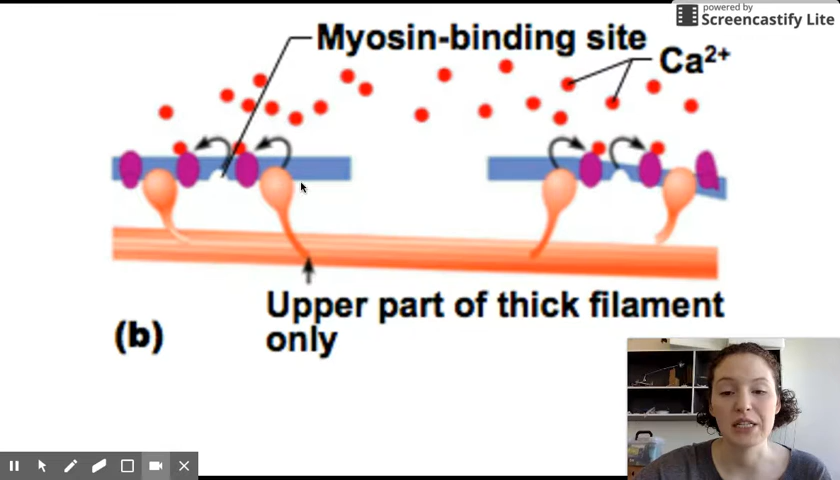 powered by
Screencastify Lite
Myosin-binding site
Ca²⁺
Upper part of thick filament
only
(b)